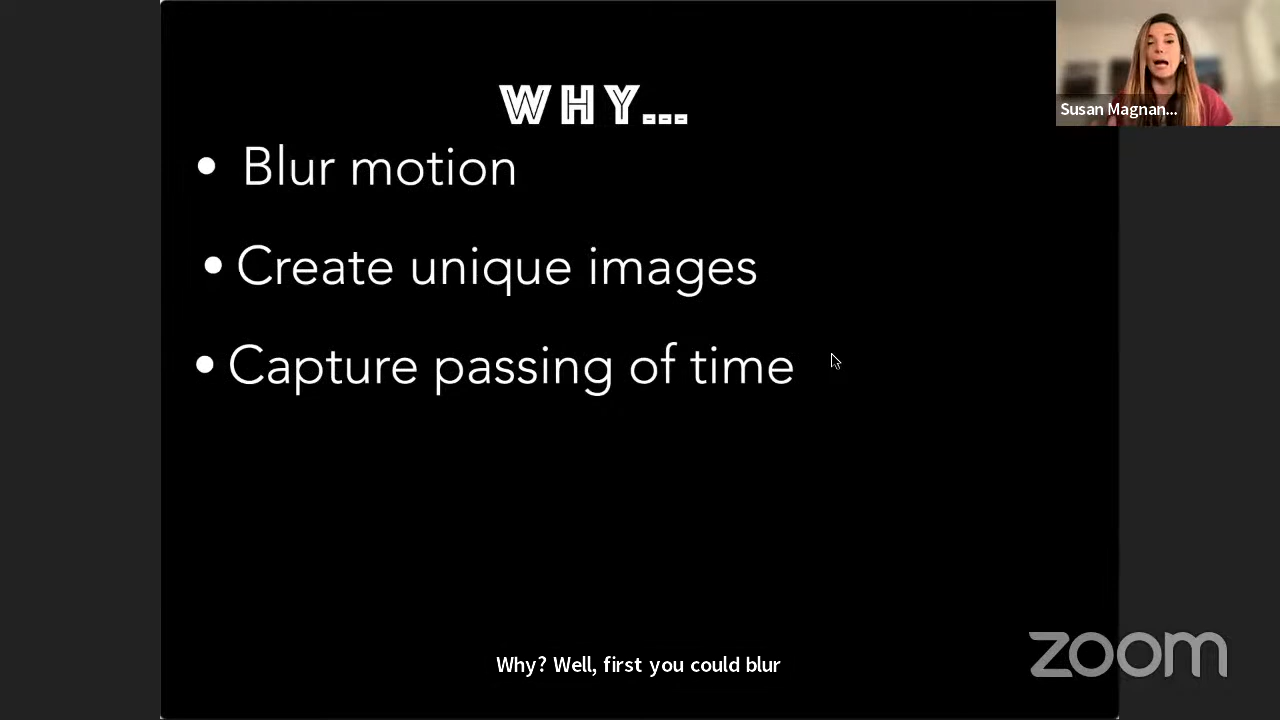 WHY...
Susan Magnan...
• Blur motion
• Create unique images
• Capture passing of time
Why? Well, first you could blur
zoom